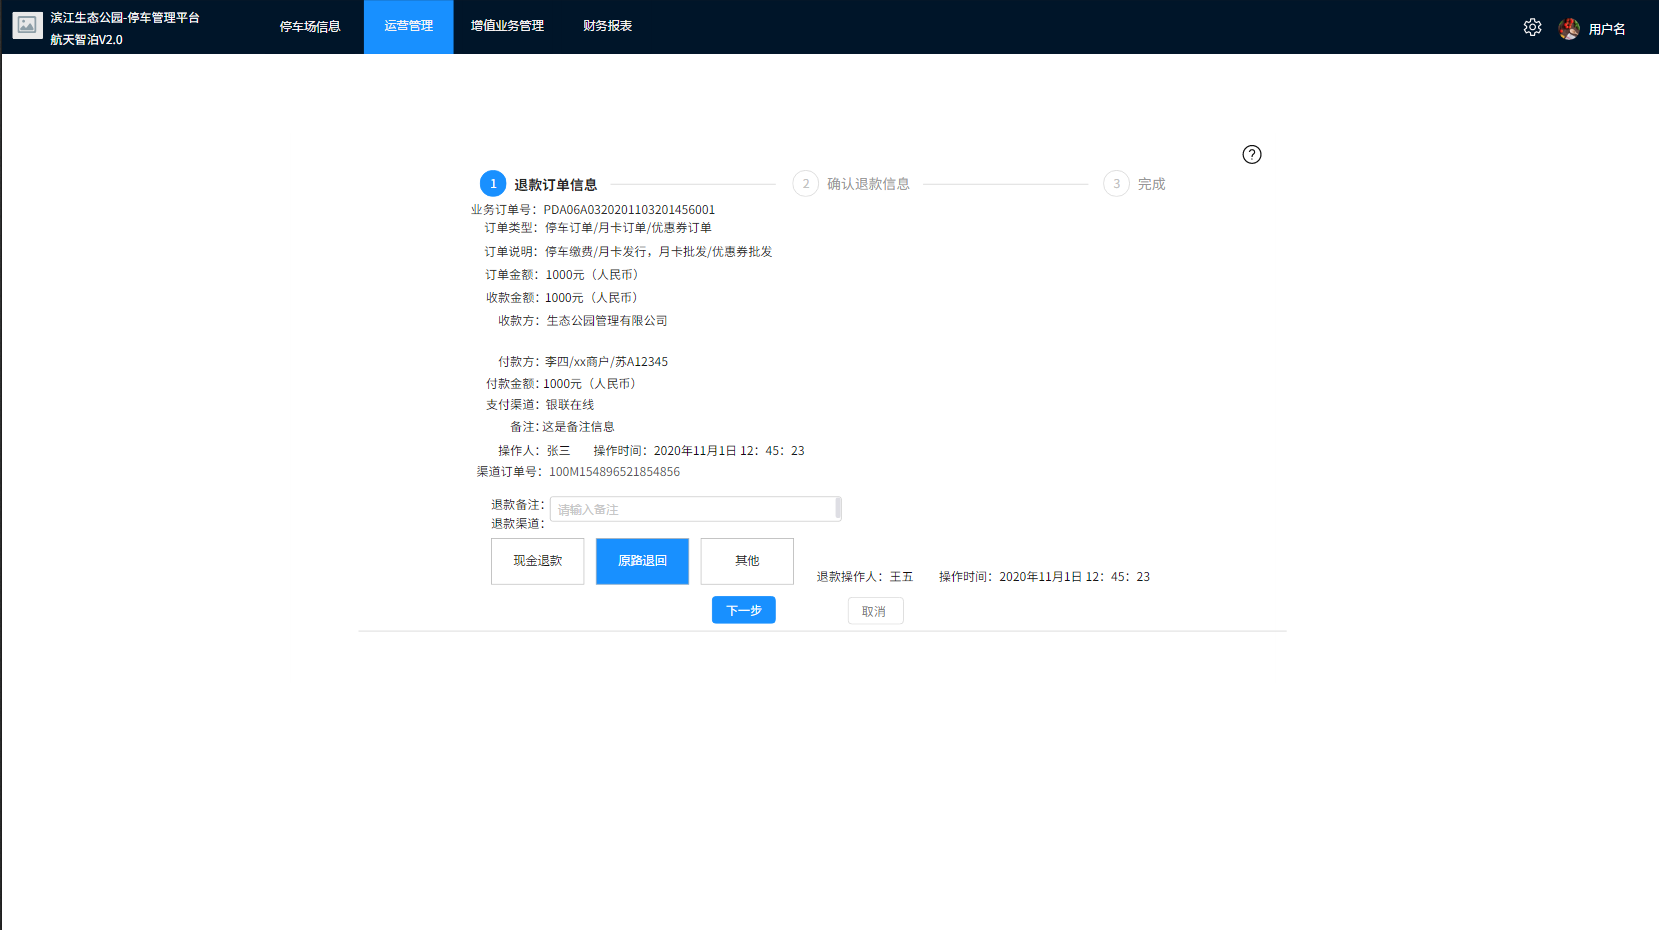 滨江生态公园-停车管理平台
航天智泊V2.0
停车场信息
运营管理
增值业务管理
财务报表
用户名
?
1 退款订单信息
2 确认退款信息
3 完成
业务订单号：PDA06A0320201103201456001
订单类型：停车订单/月卡订单/优惠券订单
订单说明：停车缴费/月卡发行，月卡批发/优惠券批发
订单金额：1000元（人民币）
收款金额：1000元（人民币）
收款方：生态公园管理有限公司
付款方：李四/xx商户/苏A12345
付款金额：1000元（人民币）
支付渠道：银联在线
备注：这是备注信息
操作人：张三 操作时间：2020年11月1日 12：45：23
渠道订单号：100M154896521854856
退款备注：请输入备注
退款渠道：
现金退款
原路退回
其他
退款操作人：王五 操作时间：2020年11月1日 12：45：23
下一步
取消